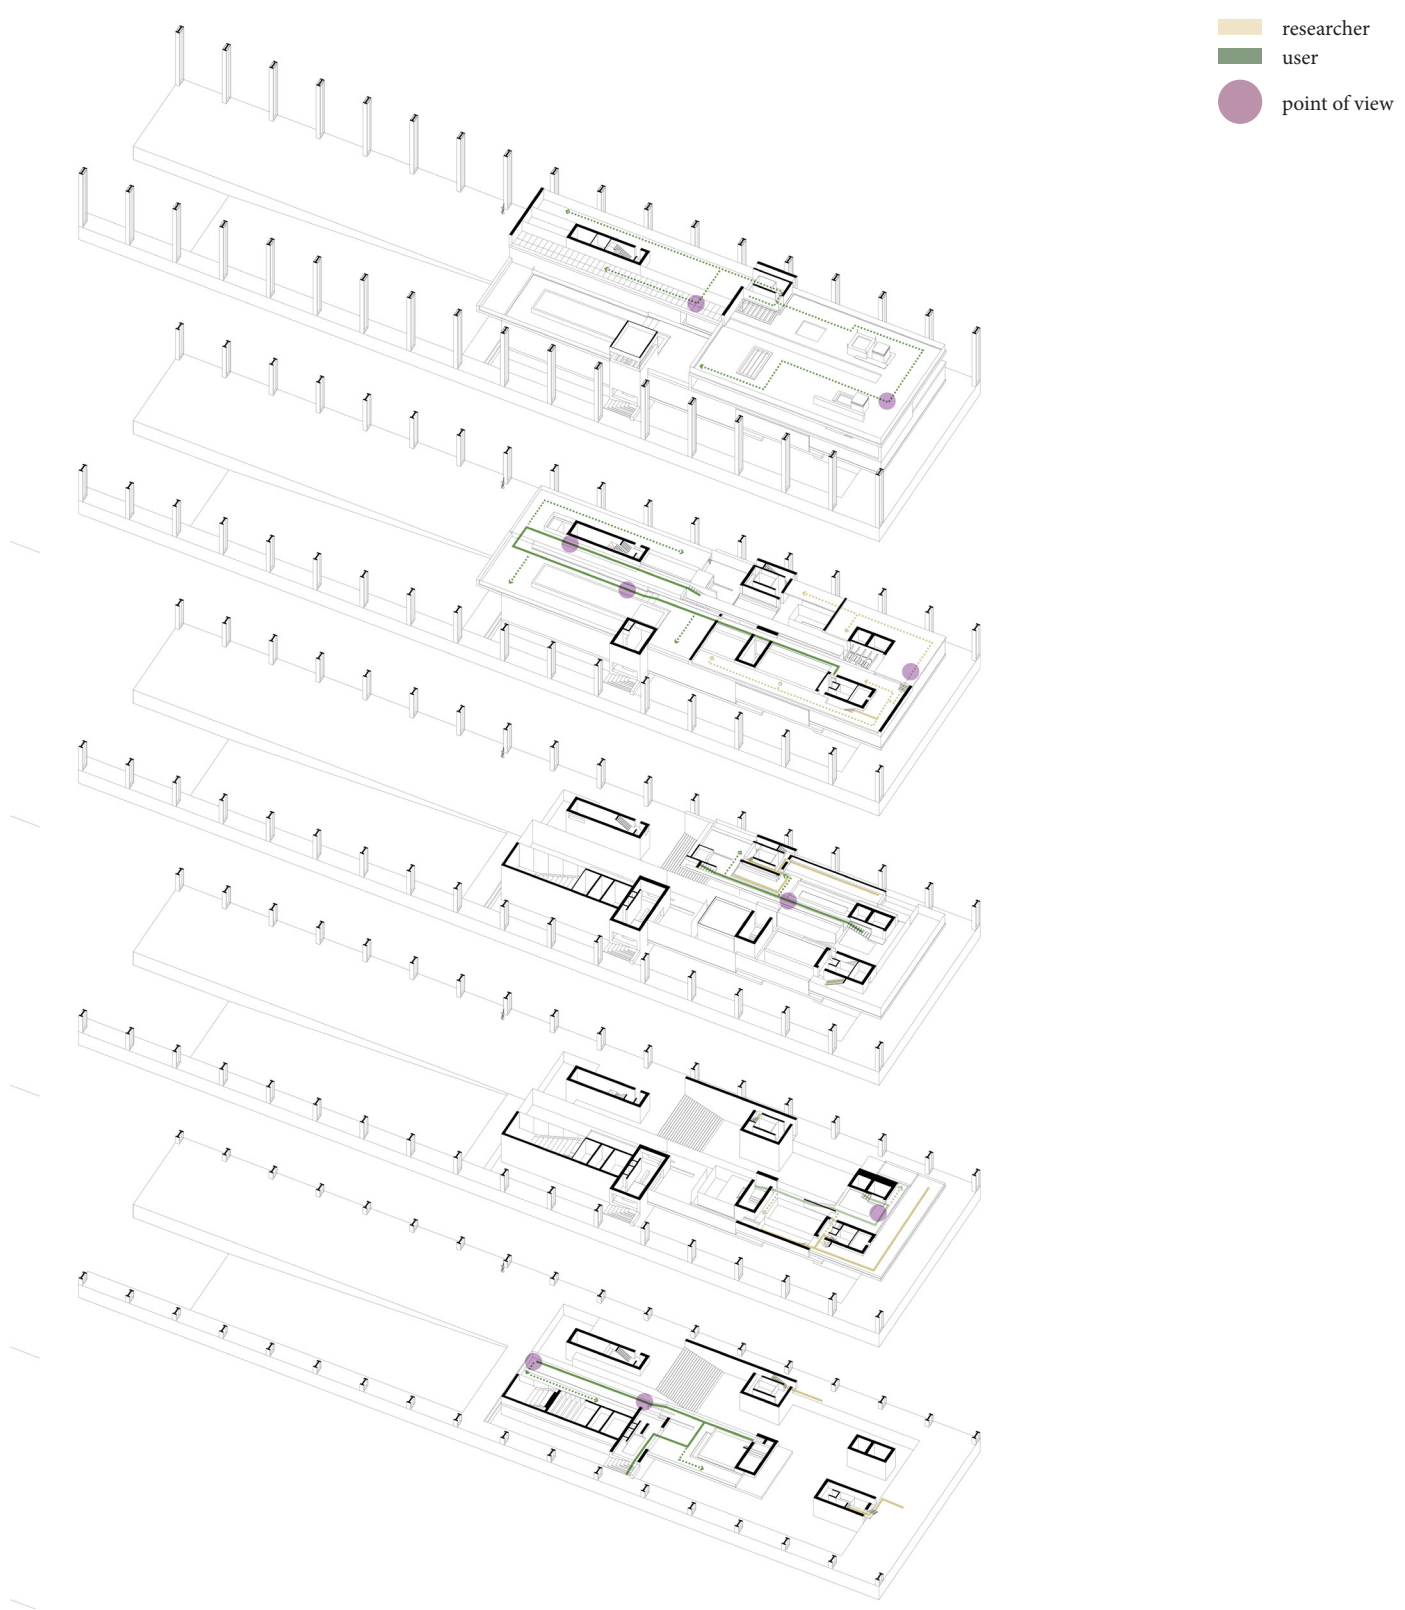 researcher
user
point of view